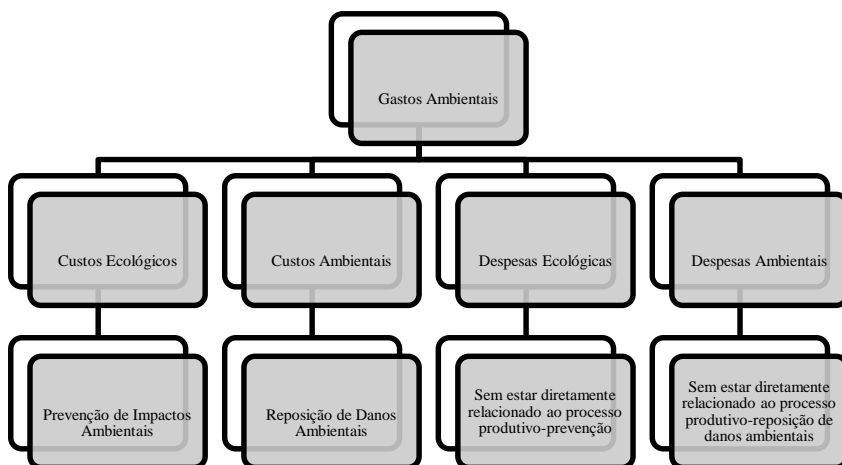 Gastos Ambientais
Custos Ecológicos
Custos Ambientais
Despesas Ecológicas
Despesas Ambientais
Prevenção de Impactos
Ambientais
Reposição de Danos
Ambientais
Sem estar diretamente
relacionado ao processo
produtivo-prevenção
Sem estar diretamente
relacionado ao processo
produtivo-reposição de
danos ambientais